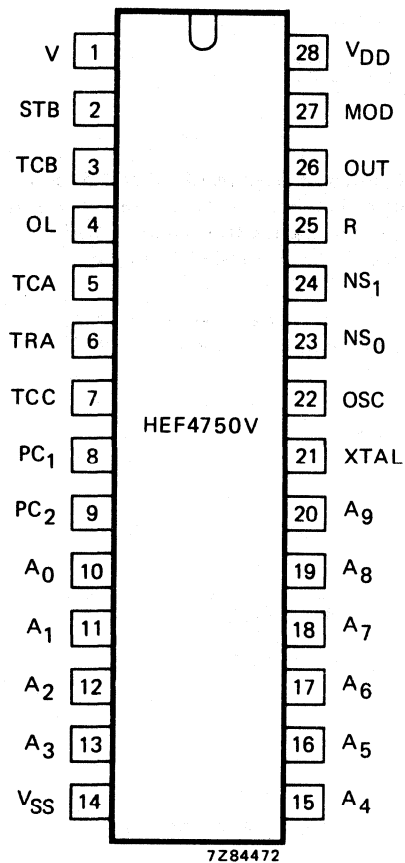 V 1 28 VDD
STB 2 27 MOD
TCB 3 26 OUT
OL 4 25 R
TCA 5 24 NS1
TRA 6 23 NS0
TCC 7 22 OSC
HEF4750V
PC1 8 21 XTAL
PC2 9 20 A9
A0 10 19 A8
A1 11 18 A7
A2 12 17 A6
A3 13 16 A5
VSS 14 15 A4
7Z84472